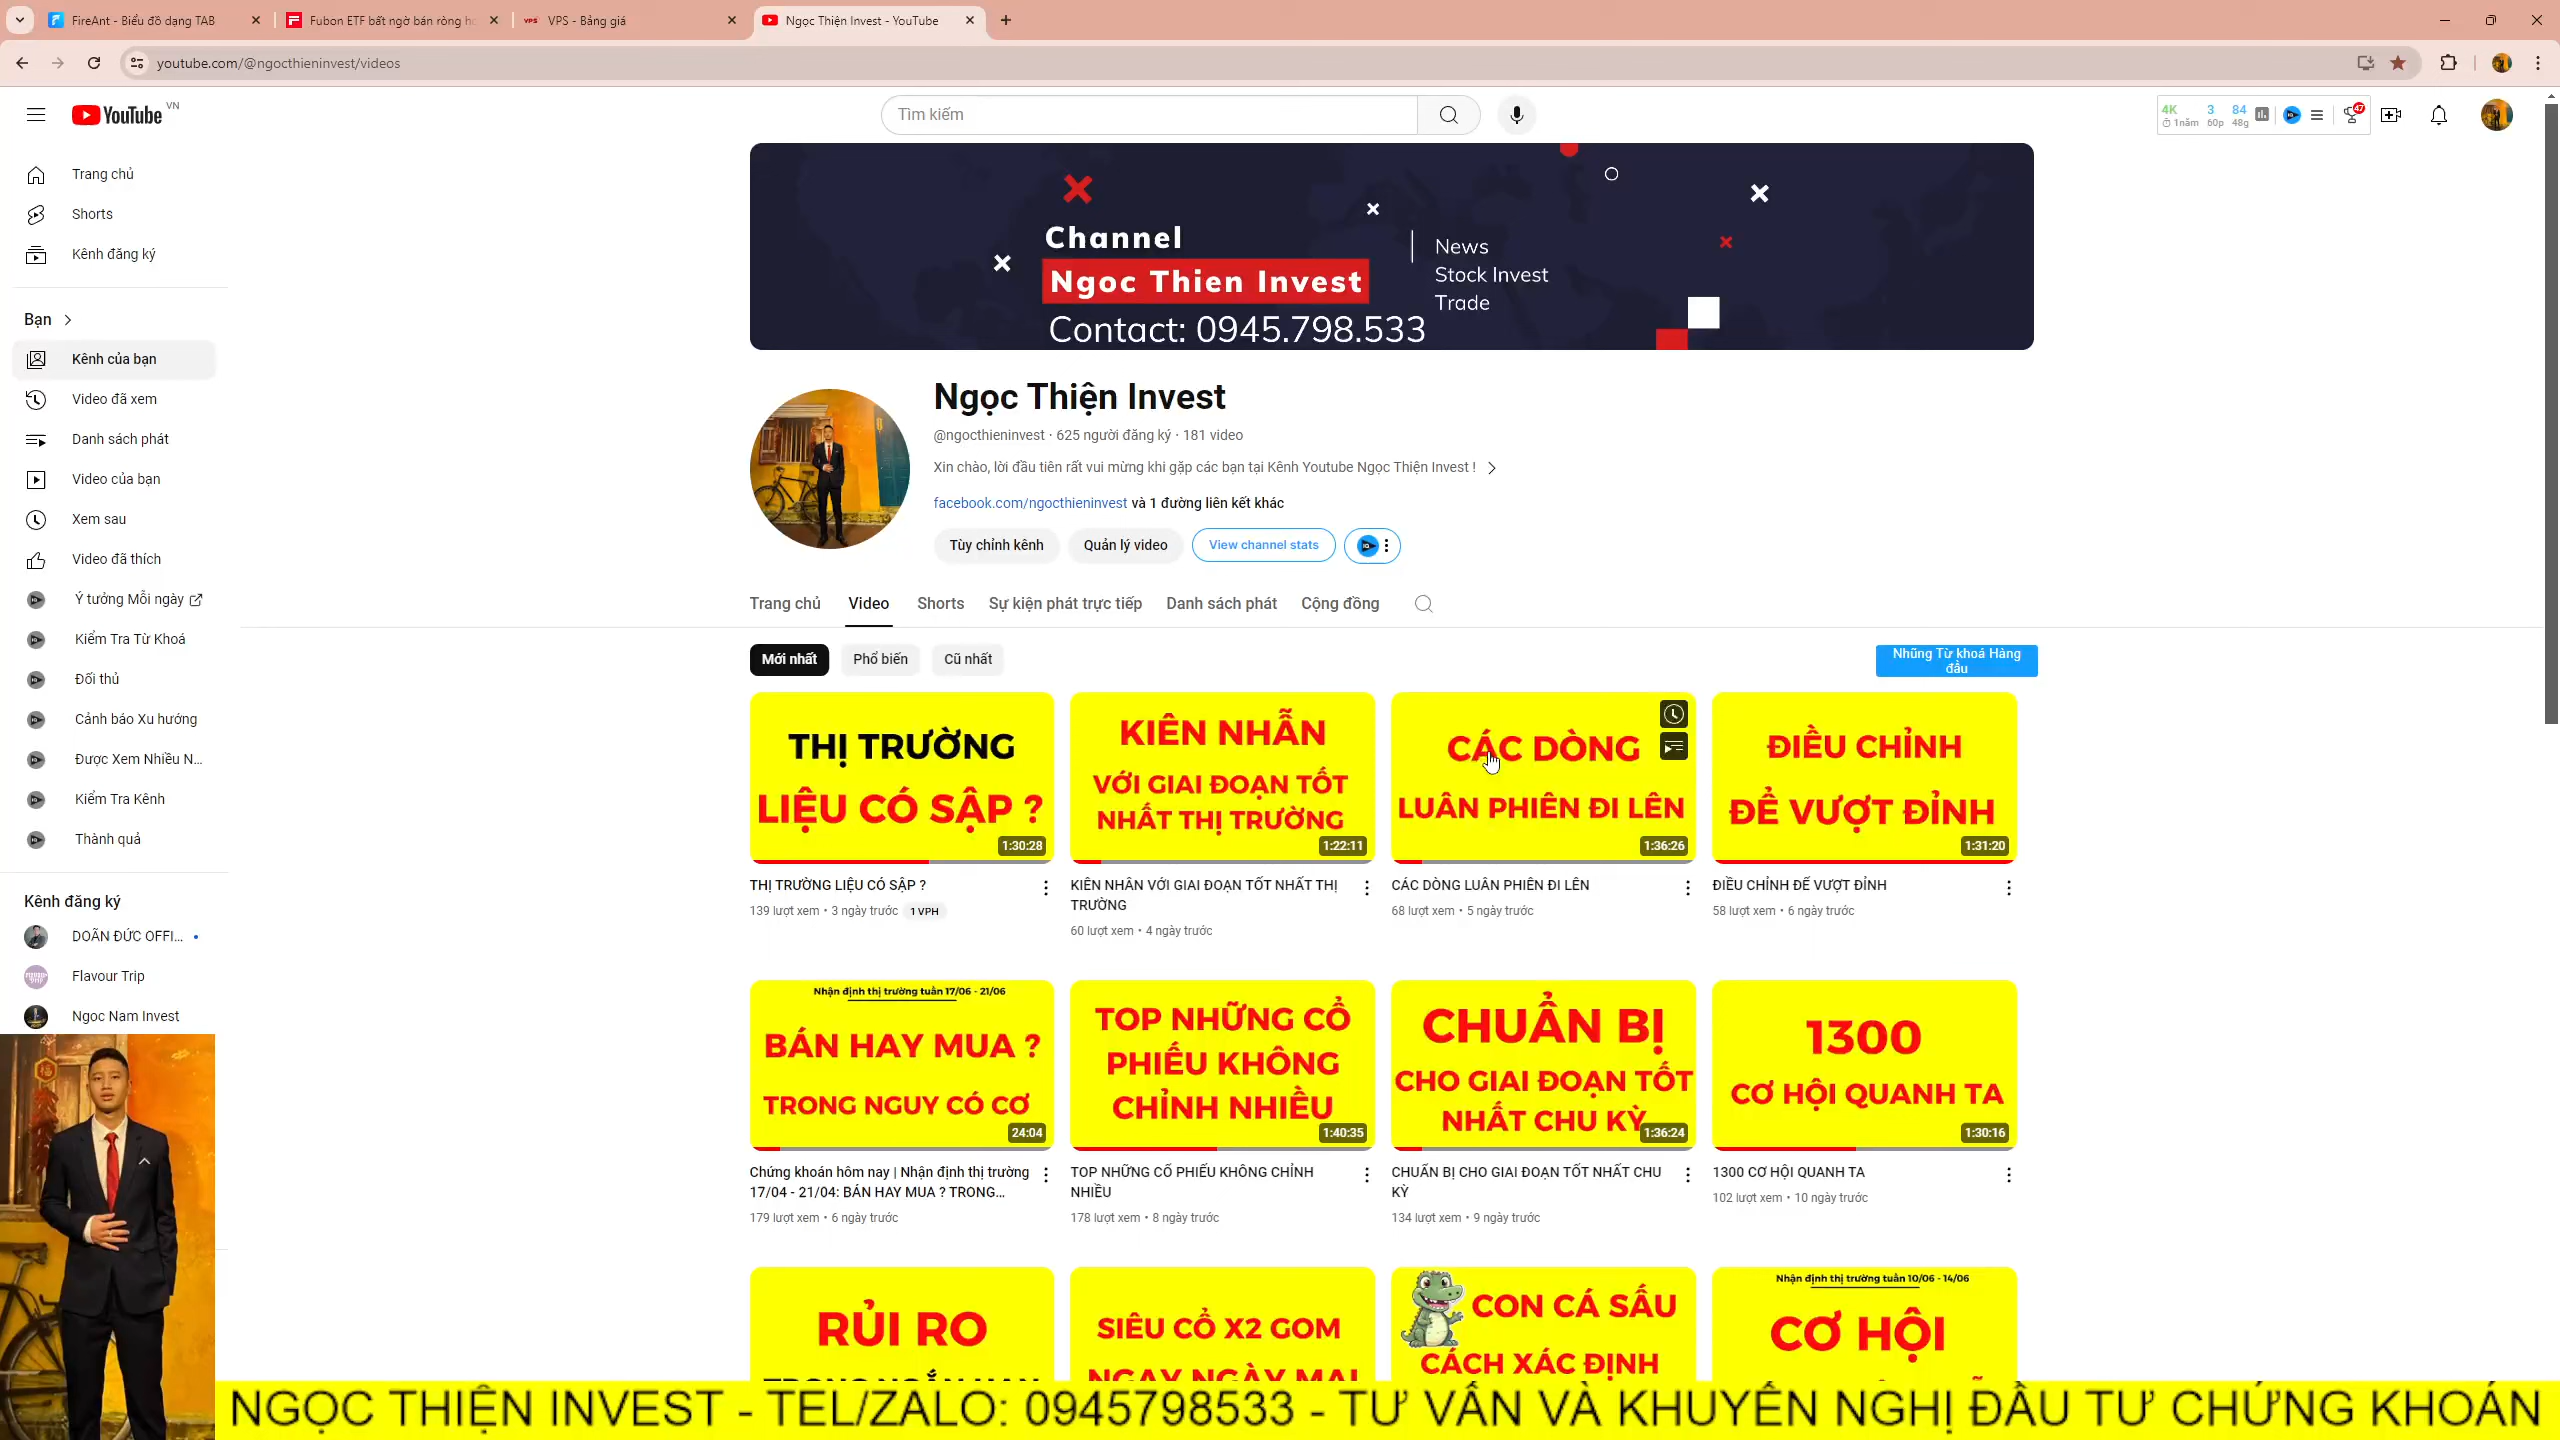 FireAnt - Biểu đồ dạng TAB
Fubon ETF bất ngờ bán ròng
VPS - Bảng giá
Ngọc Thiện Invest - YouTube
youtube.com/@ngocthieninvest/videos
YouTube VN
Tìm kiếm
4K 3 84
1năm 60p 48g
47
Trang chủ
Shorts
Kênh đăng ký
Bạn
Kênh của bạn
Video đã xem
Danh sách phát
Video của bạn
Xem sau
Video đã thích
Ý tưởng Mỗi ngày
Kiểm Tra Từ Khoá
Đối thủ
Cảnh báo Xu hướng
Được Xem Nhiều N...
Kiểm Tra Kênh
Thành quả
Kênh đăng ký
DOÃN ĐỨC OFFI...
Flavour Trip
Ngoc Nam Invest
Channel
Ngoc Thien Invest
Contact: 0945.798.533
News
Stock Invest
Trade
Ngọc Thiện Invest
@ngocthieninvest · 625 người đăng ký · 181 video
Xin chào, lời đầu tiên rất vui mừng khi gặp các bạn tại Kênh Youtube Ngọc Thiện Invest !
facebook.com/ngocthieninvest và 1 đường liên kết khác
Tùy chỉnh kênh
Quản lý video
View channel stats
Trang chủ
Video
Shorts
Sự kiện phát trực tiếp
Danh sách phát
Cộng đồng
Mới nhất
Phổ biến
Cũ nhất
Những Từ khoá Hàng
đầu
THỊ TRƯỜNG
LIỆU CÓ SẬP ?
1:30:28
THỊ TRƯỜNG LIỆU CÓ SẬP ?
139 lượt xem • 3 ngày trước 1 VPH
KIÊN NHẪN
VỚI GIAI ĐOẠN TỐT
NHẤT THỊ TRƯỜNG
1:22:11
KIÊN NHẪN VỚI GIAI ĐOẠN TỐT NHẤT THỊ
TRƯỜNG
60 lượt xem • 4 ngày trước
CÁC DÒNG
LUÂN PHIÊN ĐI LÊN
1:36:26
CÁC DÒNG LUÂN PHIÊN ĐI LÊN
68 lượt xem • 5 ngày trước
ĐIỀU CHỈNH
ĐỂ VƯỢT ĐỈNH
1:31:20
ĐIỀU CHỈNH ĐỂ VƯỢT ĐỈNH
58 lượt xem • 6 ngày trước
Nhận định thị trường tuần 17/06 - 21/06
BÁN HAY MUA ?
TRONG NGUY CÓ CƠ
24:04
Chứng khoán hôm nay | Nhận định thị trường
17/04 - 21/04: BÁN HAY MUA ? TRONG...
179 lượt xem • 6 ngày trước
TOP NHỮNG CỔ
PHIẾU KHÔNG
CHỈNH NHIỀU
1:40:35
TOP NHỮNG CỔ PHIẾU KHÔNG CHỈNH
NHIỀU
178 lượt xem • 8 ngày trước
CHUẨN BỊ
CHO GIAI ĐOẠN TỐT
NHẤT CHU KỲ
1:36:24
CHUẨN BỊ CHO GIAI ĐOẠN TỐT NHẤT CHU
KỲ
134 lượt xem • 9 ngày trước
1300
CƠ HỘI QUANH TA
1:30:16
1300 CƠ HỘI QUANH TA
102 lượt xem • 10 ngày trước
RỦI RO
TRONG NGẮN HẠN
SIÊU CỔ X2 GOM
NGAY NGÀY MAI
CON CÁ SẤU
CÁCH XÁC ĐỊNH
Nhận định thị trường tuần 10/06 - 14/06
CƠ HỘI
NGỌC THIỆN INVEST - TEL/ZALO: 0945798533 - TƯ VẤN VÀ KHUYẾN NGHỊ ĐẦU TƯ CHỨNG KHOÁN